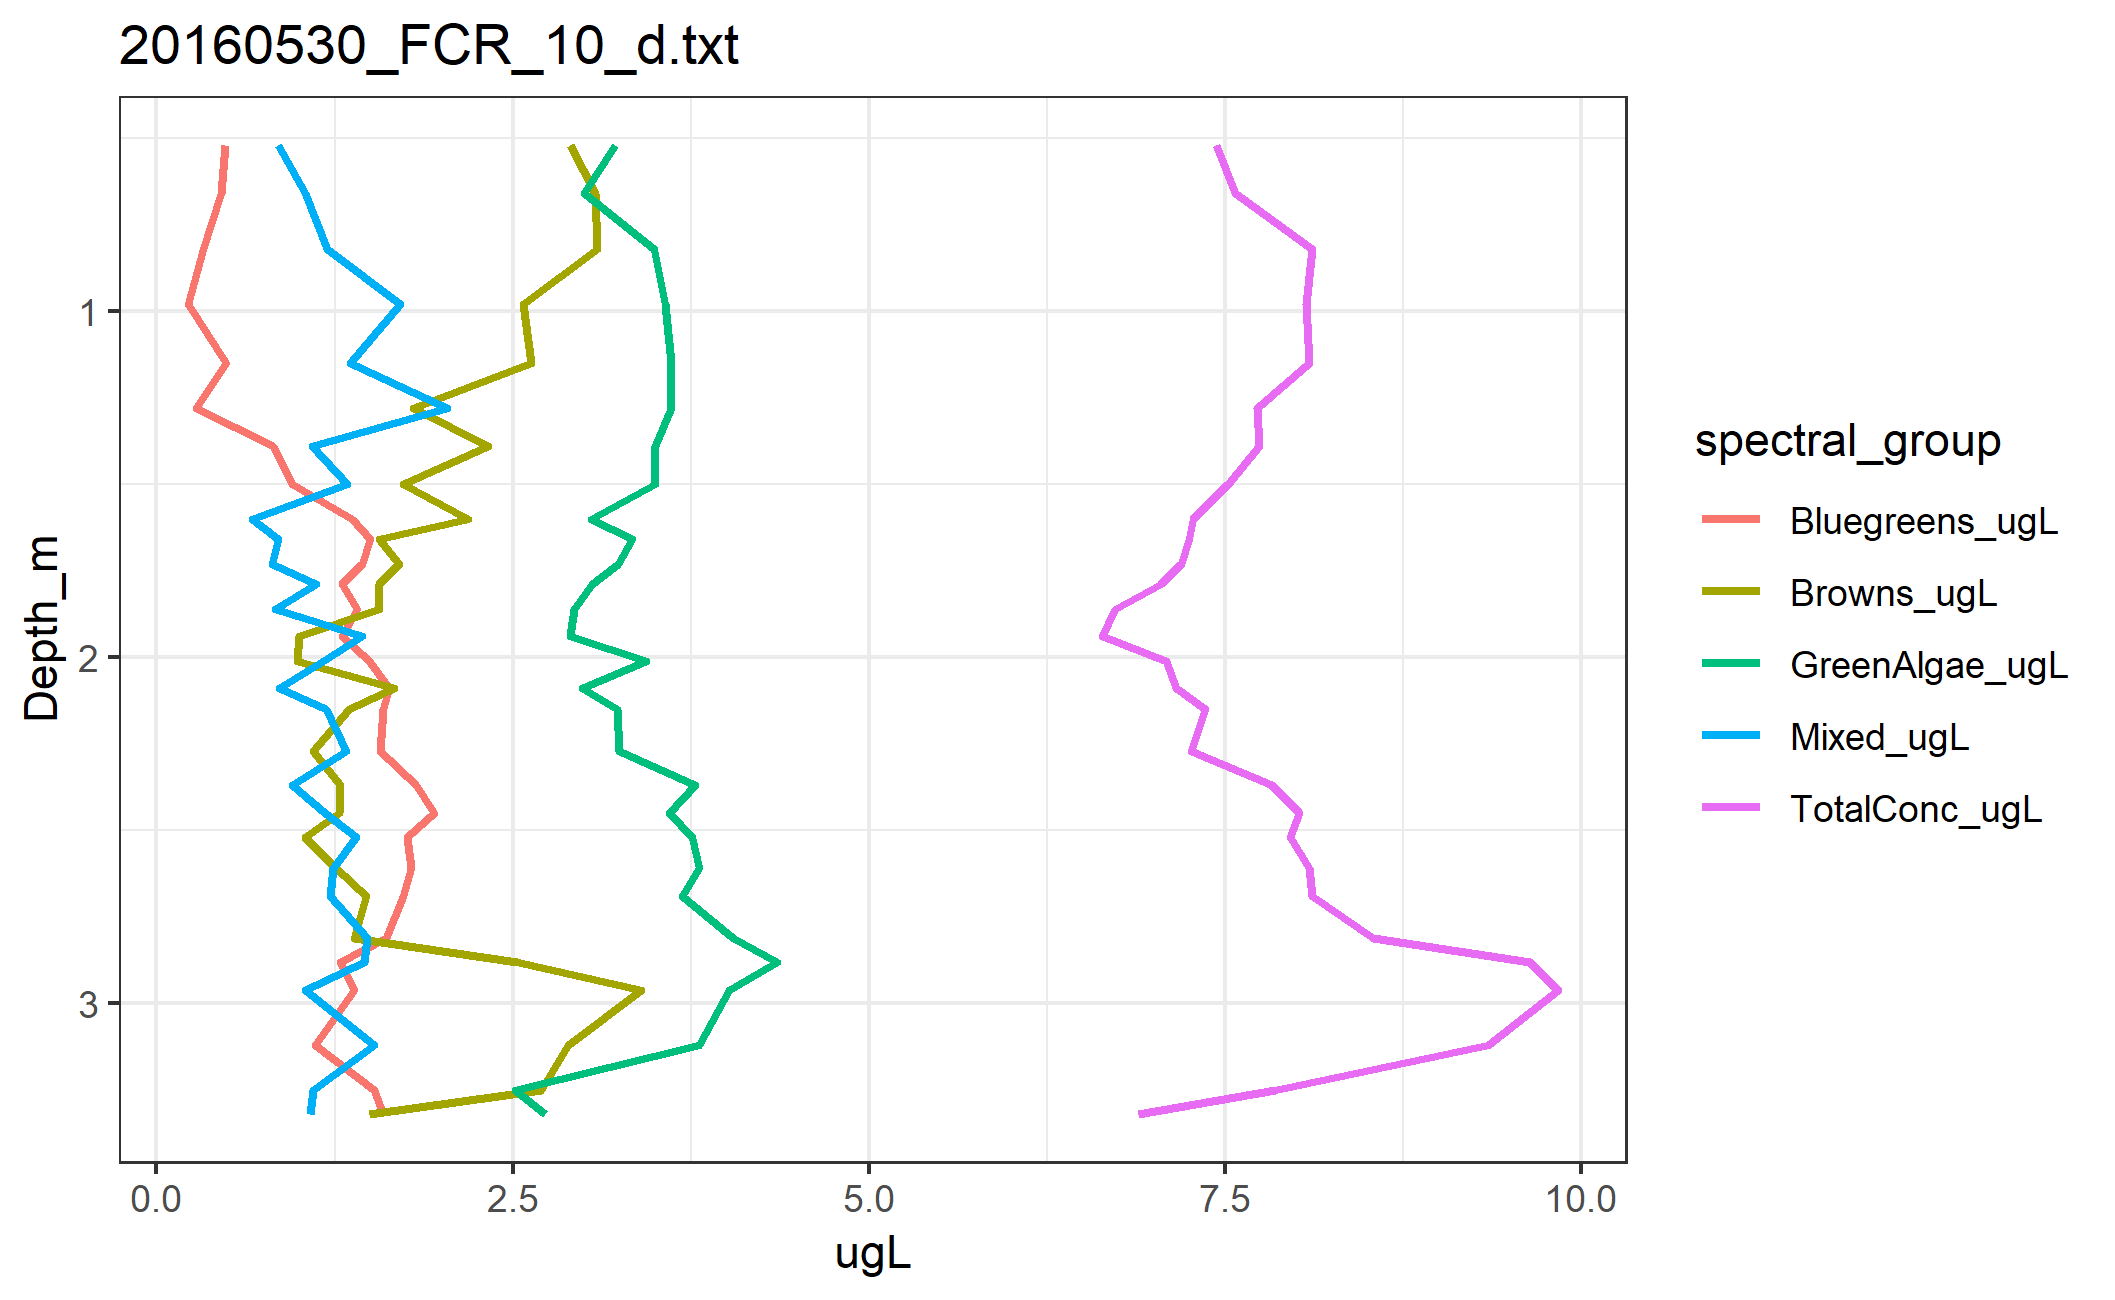 20160530_FCR_10_d.txt
Depth_m
1
2
3
0.0
2.5
5.0
7.5
10.0
ugL
spectral_group
Bluegreens_ugL
Browns_ugL
GreenAlgae_ugL
Mixed_ugL
TotalConc_ugL